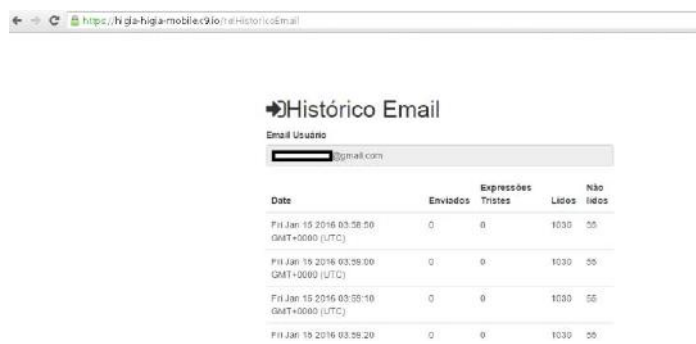 https://higia-higia-mobile.c9.io/relHistoricoEmail
Histórico Email
Email Usuário
@gmail.com
Date Enviados Expressões Tristes Lidos Não lidos
Fri Jan 15 2016 03:58:50 GMT+0000 (UTC) 0 0 1030 55
Fri Jan 15 2016 03:59:00 GMT+0000 (UTC) 0 0 1030 55
Fri Jan 15 2016 03:59:10 GMT+0000 (UTC) 0 0 1030 55
Fri Jan 15 2016 03:59:20 0 0 1030 55